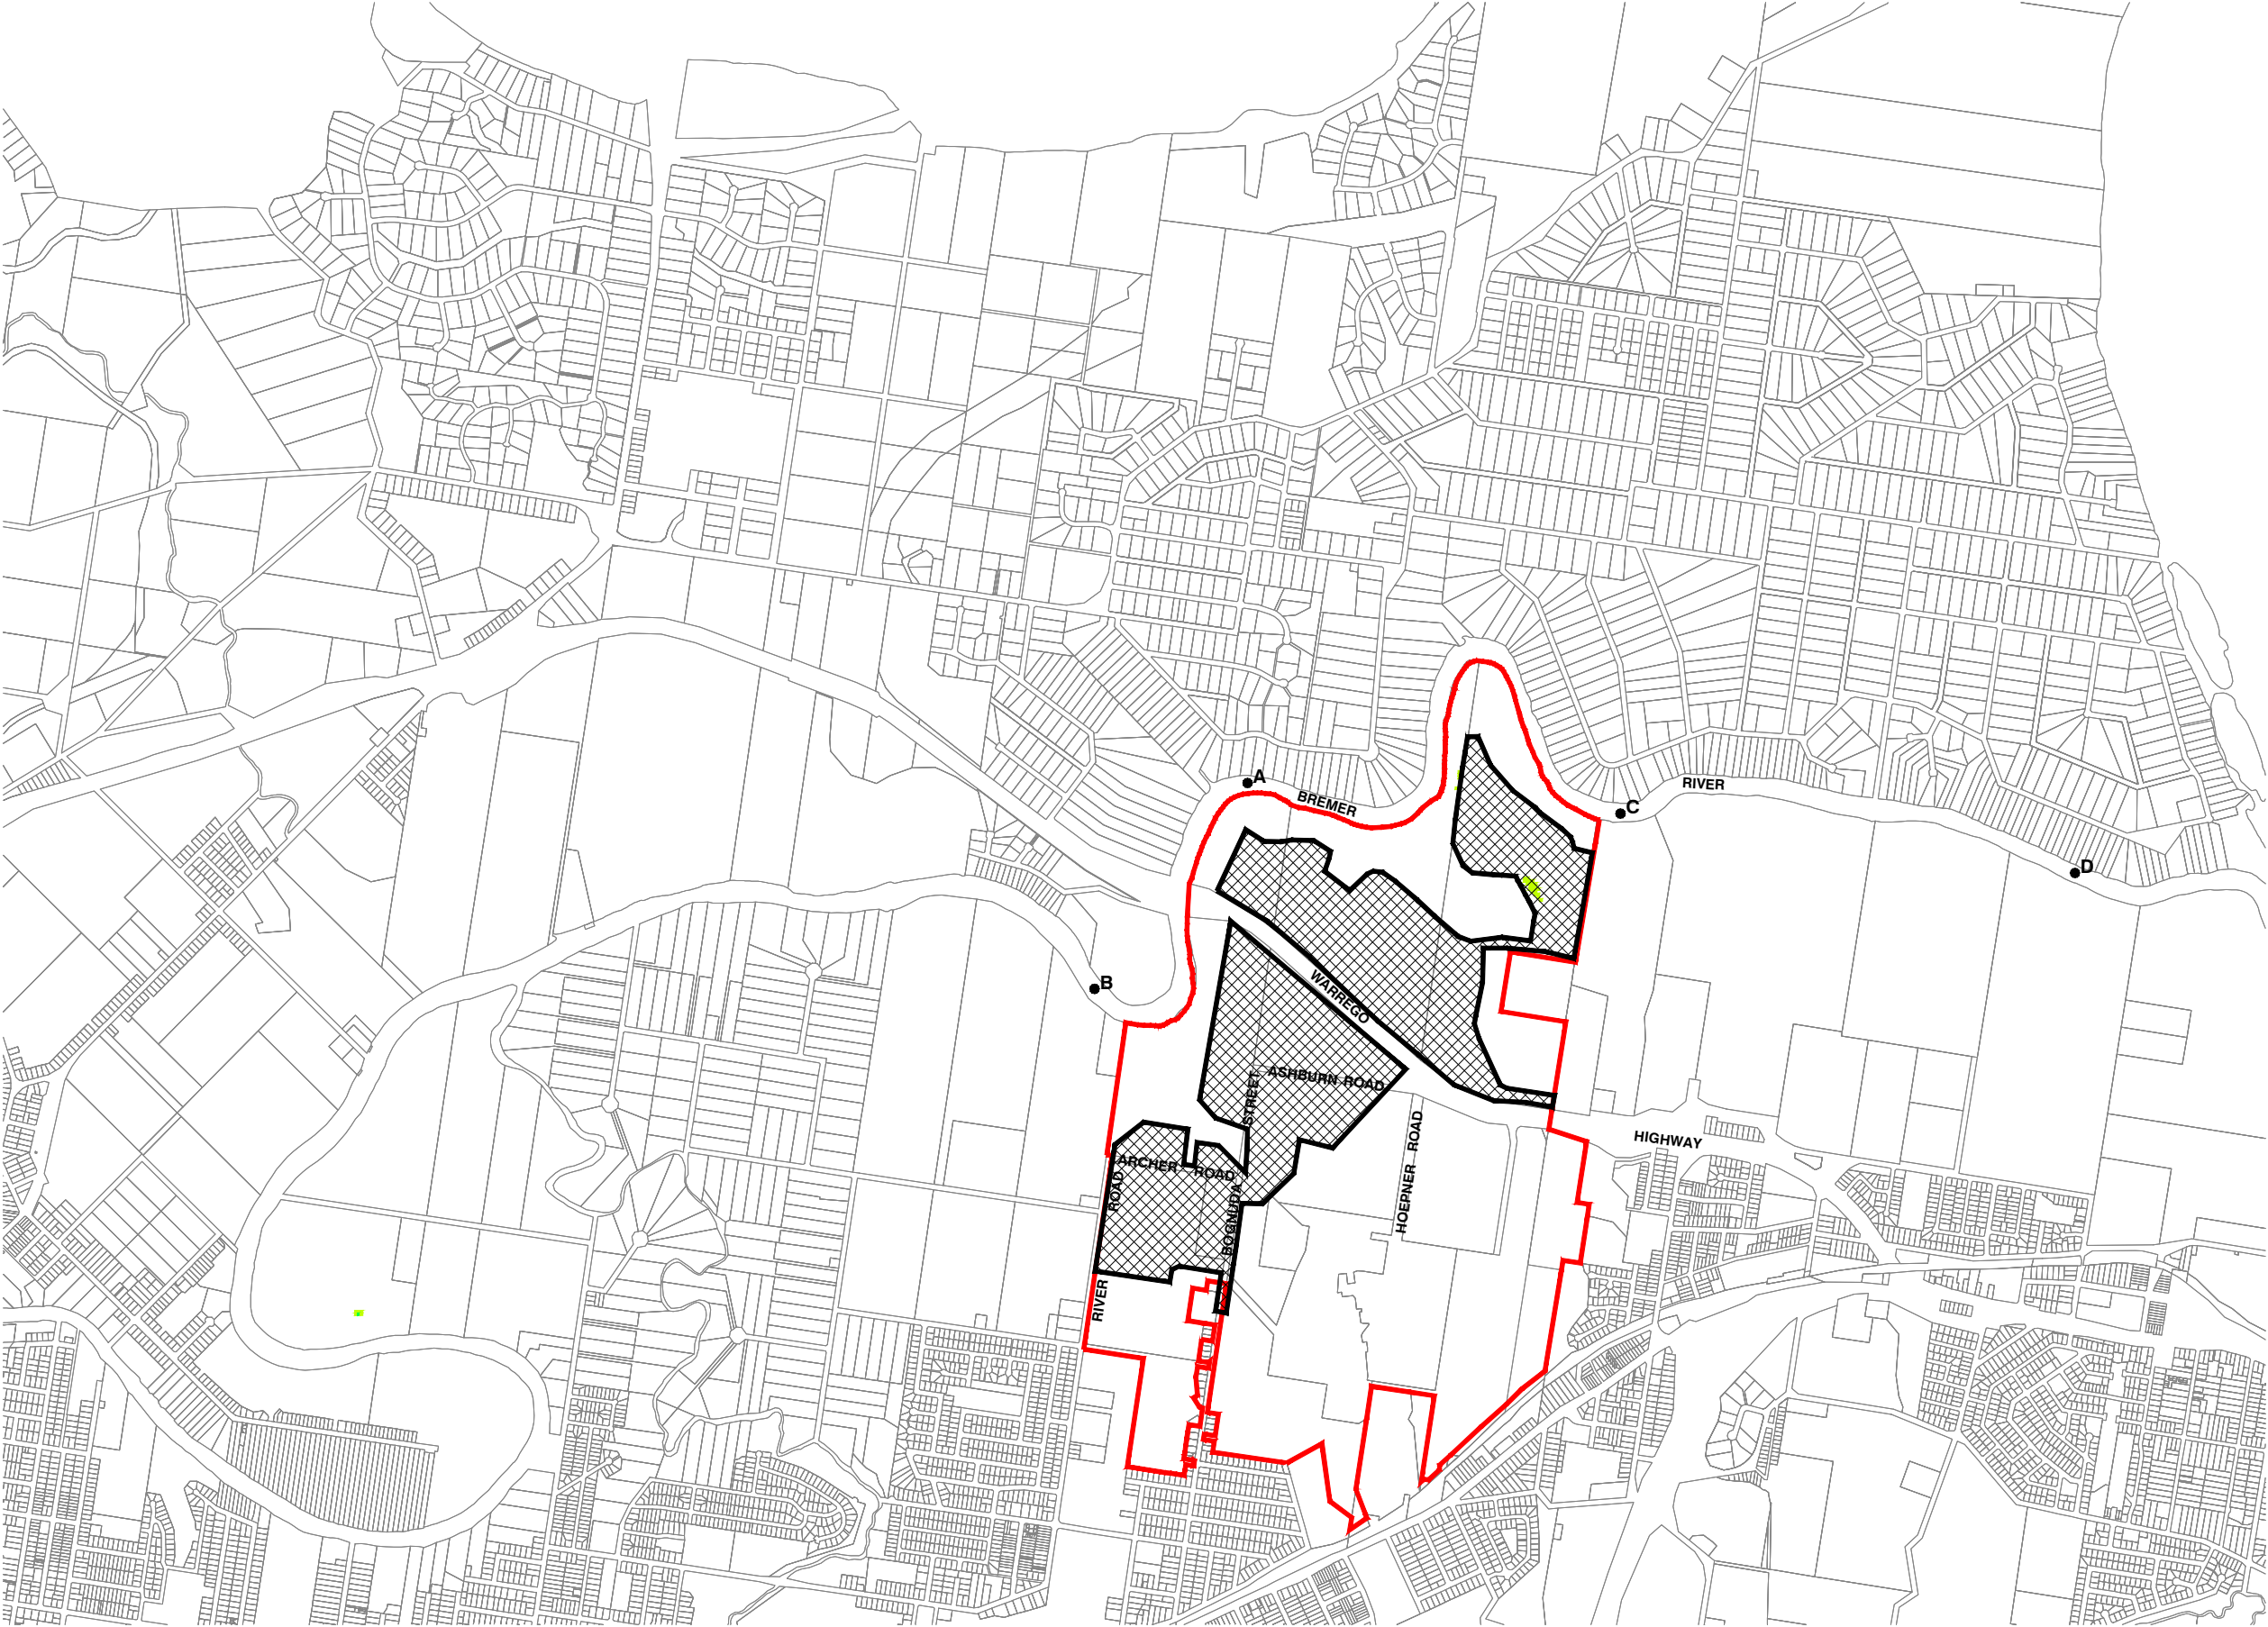 A
BREMER
RIVER
C
D
B
WARREGO
ASHBURN ROAD
STREET
HIGHWAY
ARCHER ROAD
HOEPNER ROAD
ROAD
BOGNUDA
RIVER